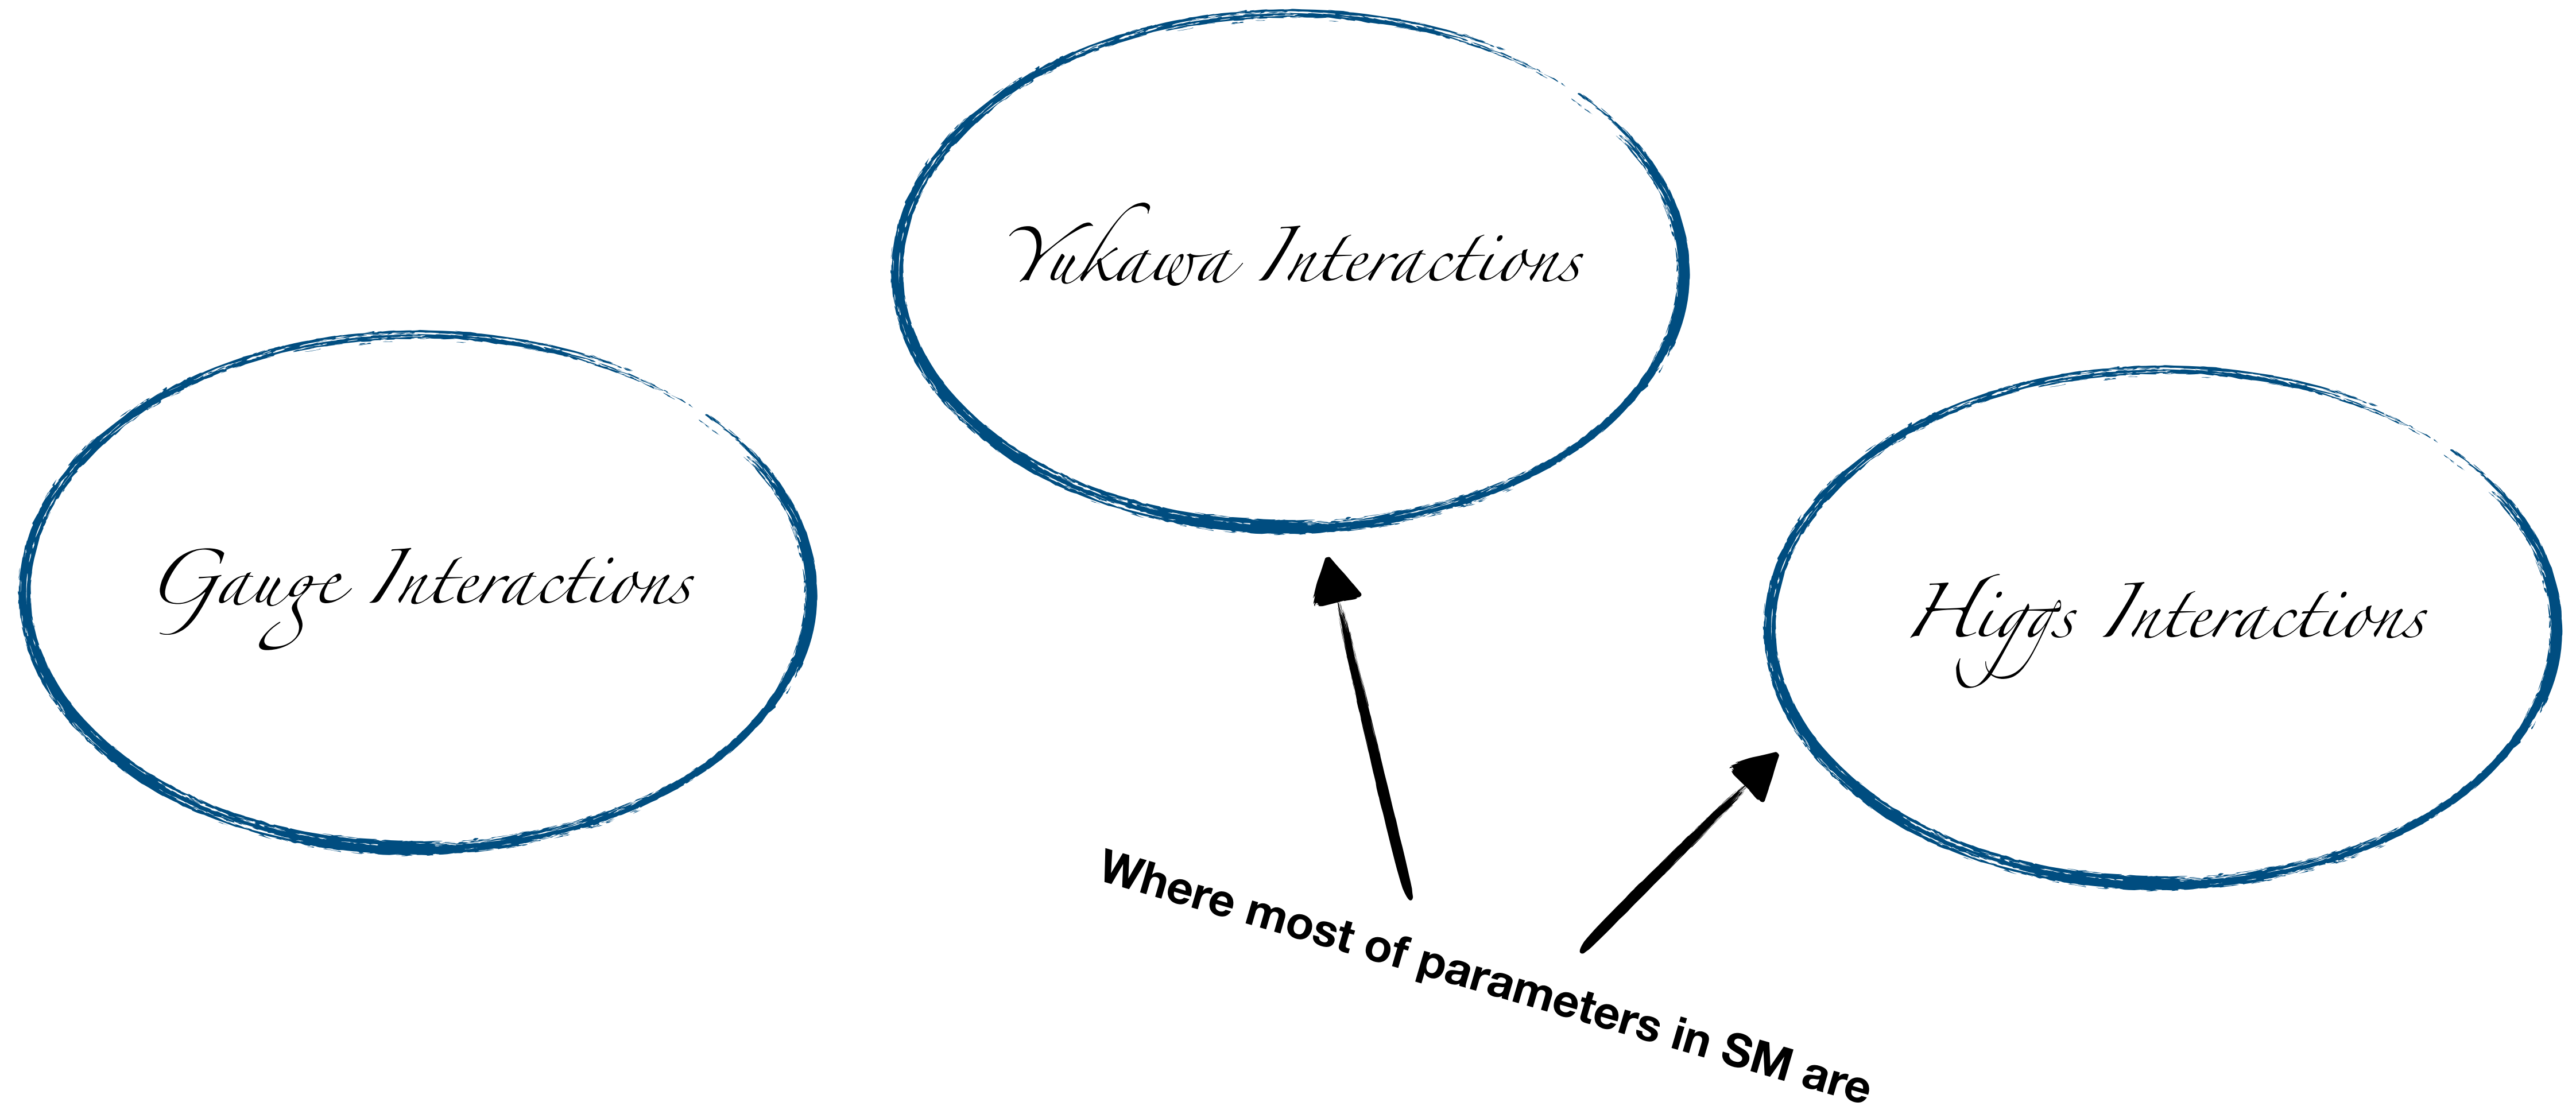 Yukawa Interactions
Gauge Interactions
Higgs Interactions
Where most of parameters in SM are